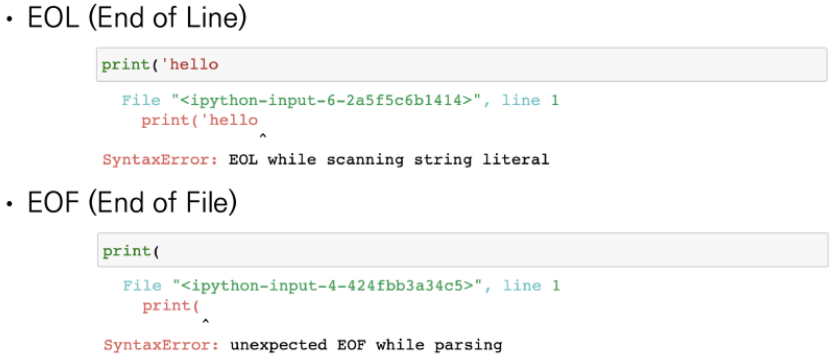 • EOL (End of Line)
print('hello
File "<ipython-input-6-2a5f5c6b1414>", line 1
print('hello
^
SyntaxError: EOL while scanning string literal
• EOF (End of File)
print(
File "<ipython-input-4-424fbb3a34c5>", line 1
print(
^
SyntaxError: unexpected EOF while parsing